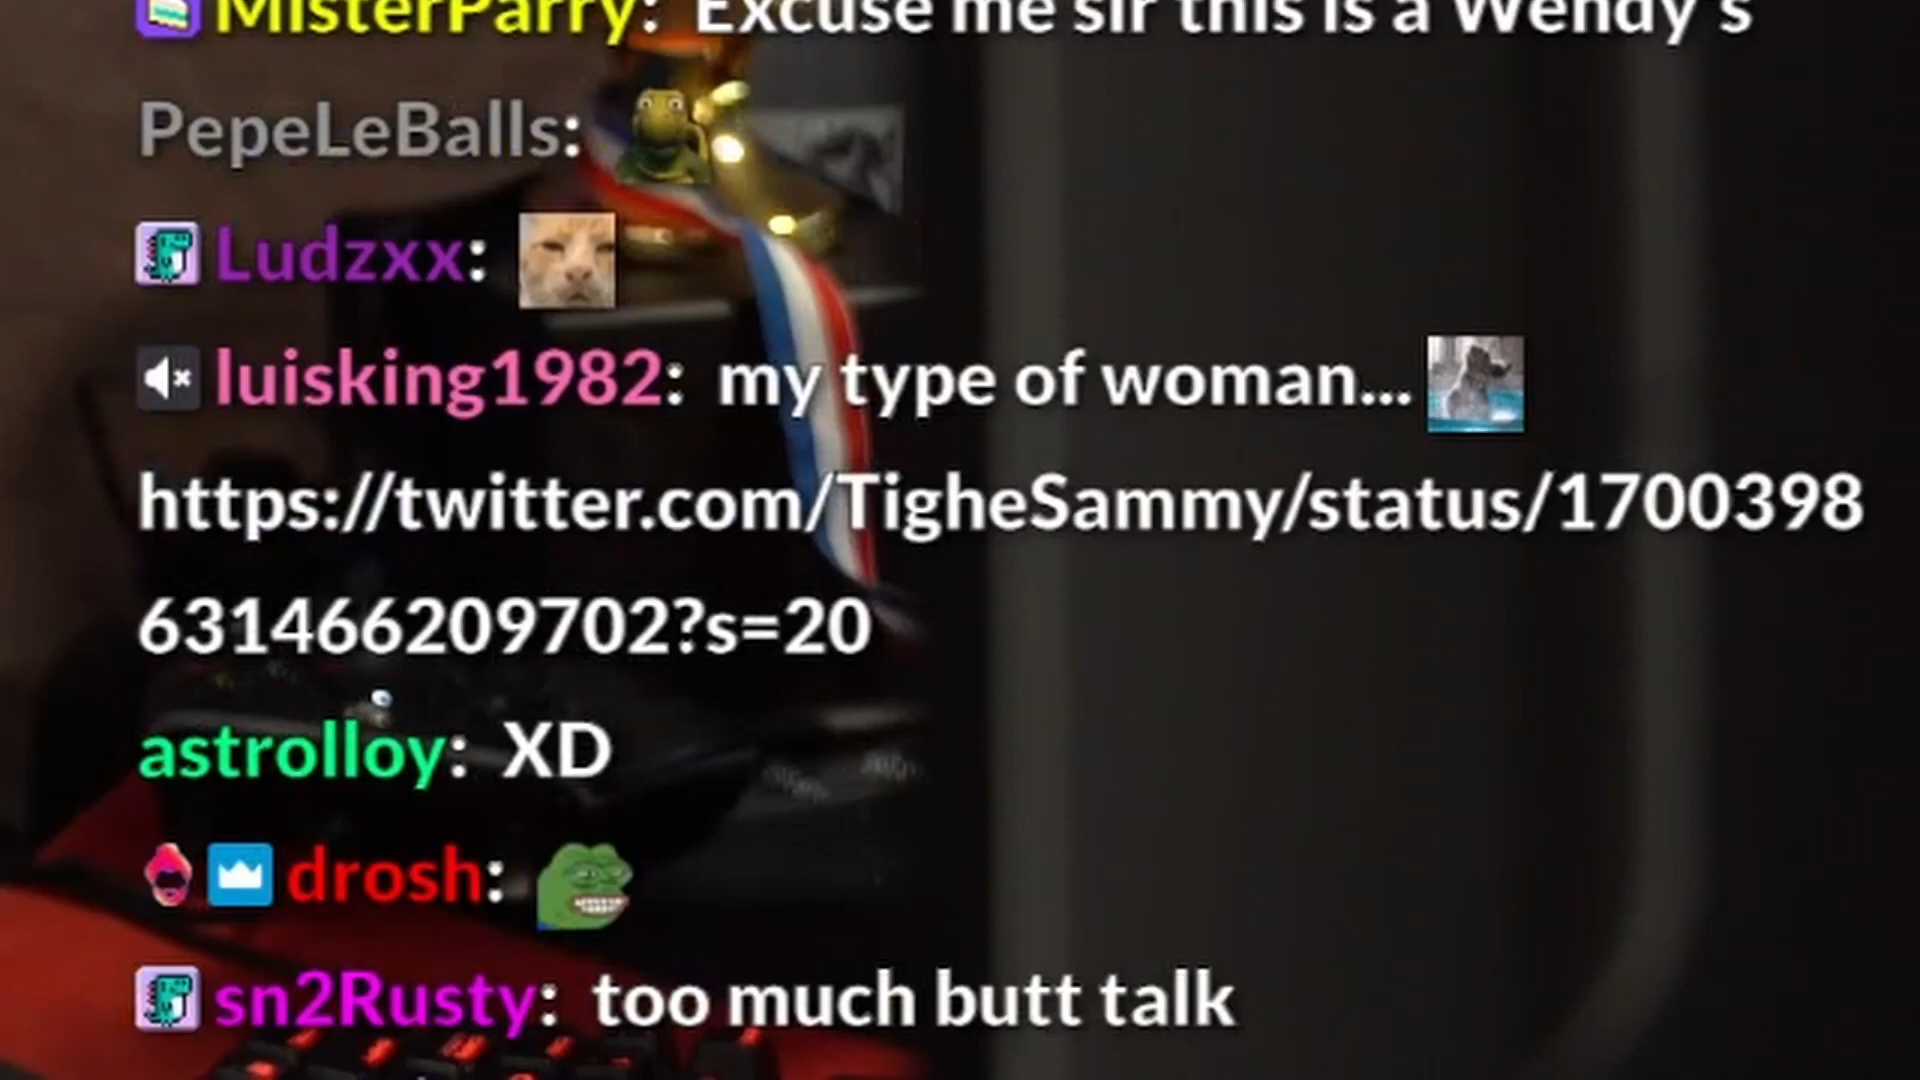 MisterParry: Excuse me sir this is a Wendy's
PepeLeBalls:
Ludzxx:
luisking1982: my type of woman...
https://twitter.com/TigheSammy/status/1700398
631466209702?s=20
astrolloy: XD
drosh:
sn2Rusty: too much butt talk